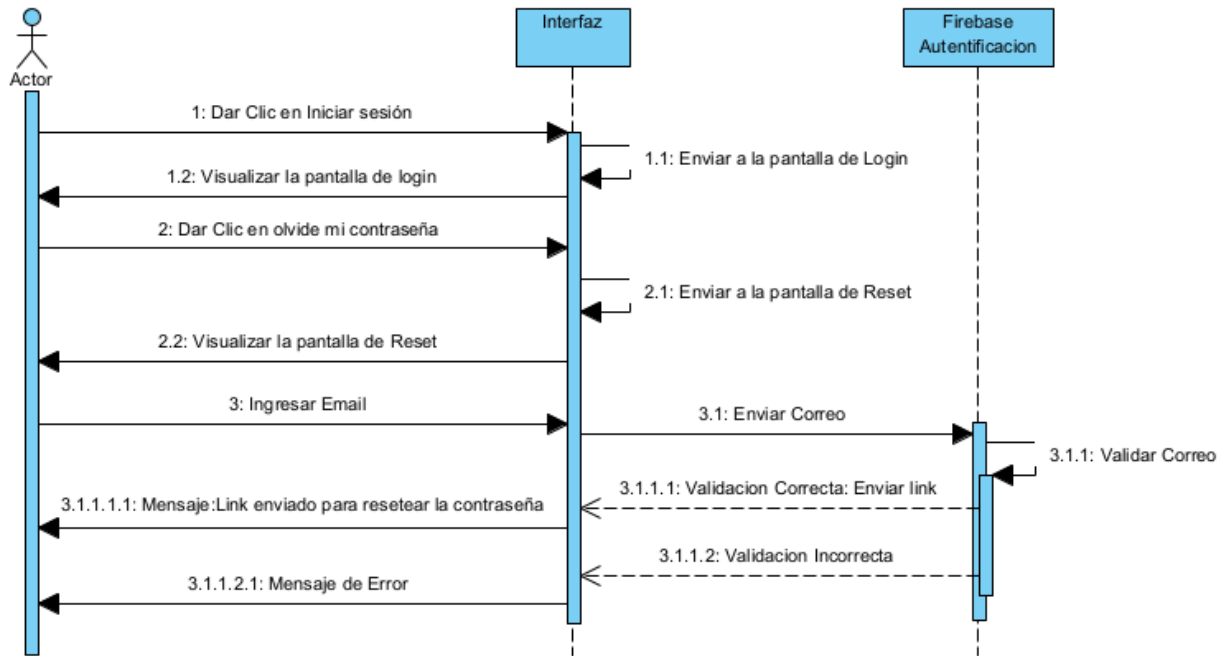 Actor
Interfaz
Firebase
Autentificacion
1: Dar Clic en Iniciar sesión
1.1: Enviar a la pantalla de Login
1.2: Visualizar la pantalla de login
2: Dar Clic en olvide mi contraseña
2.1: Enviar a la pantalla de Reset
2.2: Visualizar la pantalla de Reset
3: Ingresar Email
3.1: Enviar Correo
3.1.1: Validar Correo
3.1.1.1: Validacion Correcta: Enviar link
3.1.1.1.1: Mensaje:Link enviado para resetear la contraseña
3.1.1.2: Validacion Incorrecta
3.1.1.2.1: Mensaje de Error